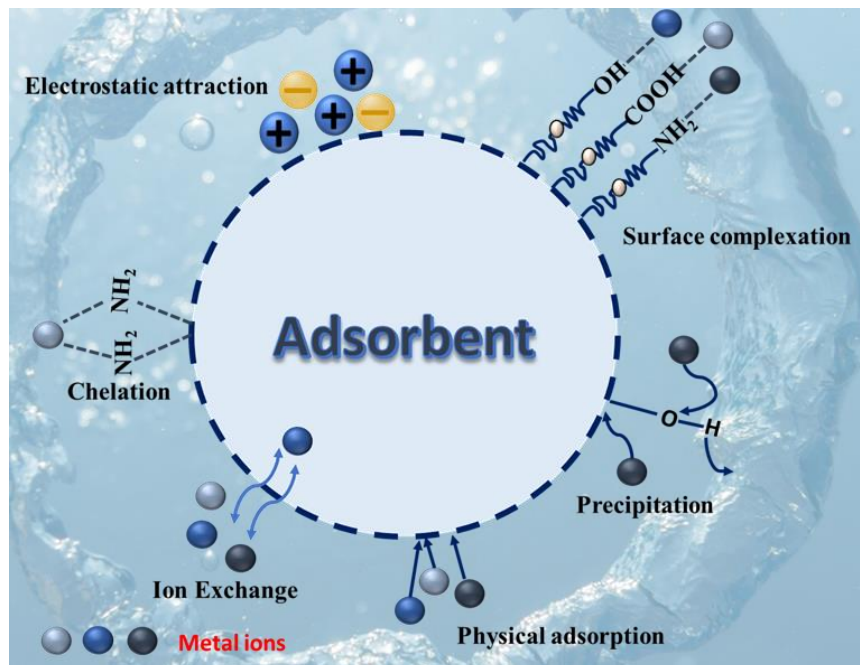 Electrostatic attraction
+
−
+
+
−
OH
COOH
NH₂
Surface complexation
NH₂
NH₂
Chelation
Adsorbent
O
H
Precipitation
Ion Exchange
Physical adsorption
Metal ions